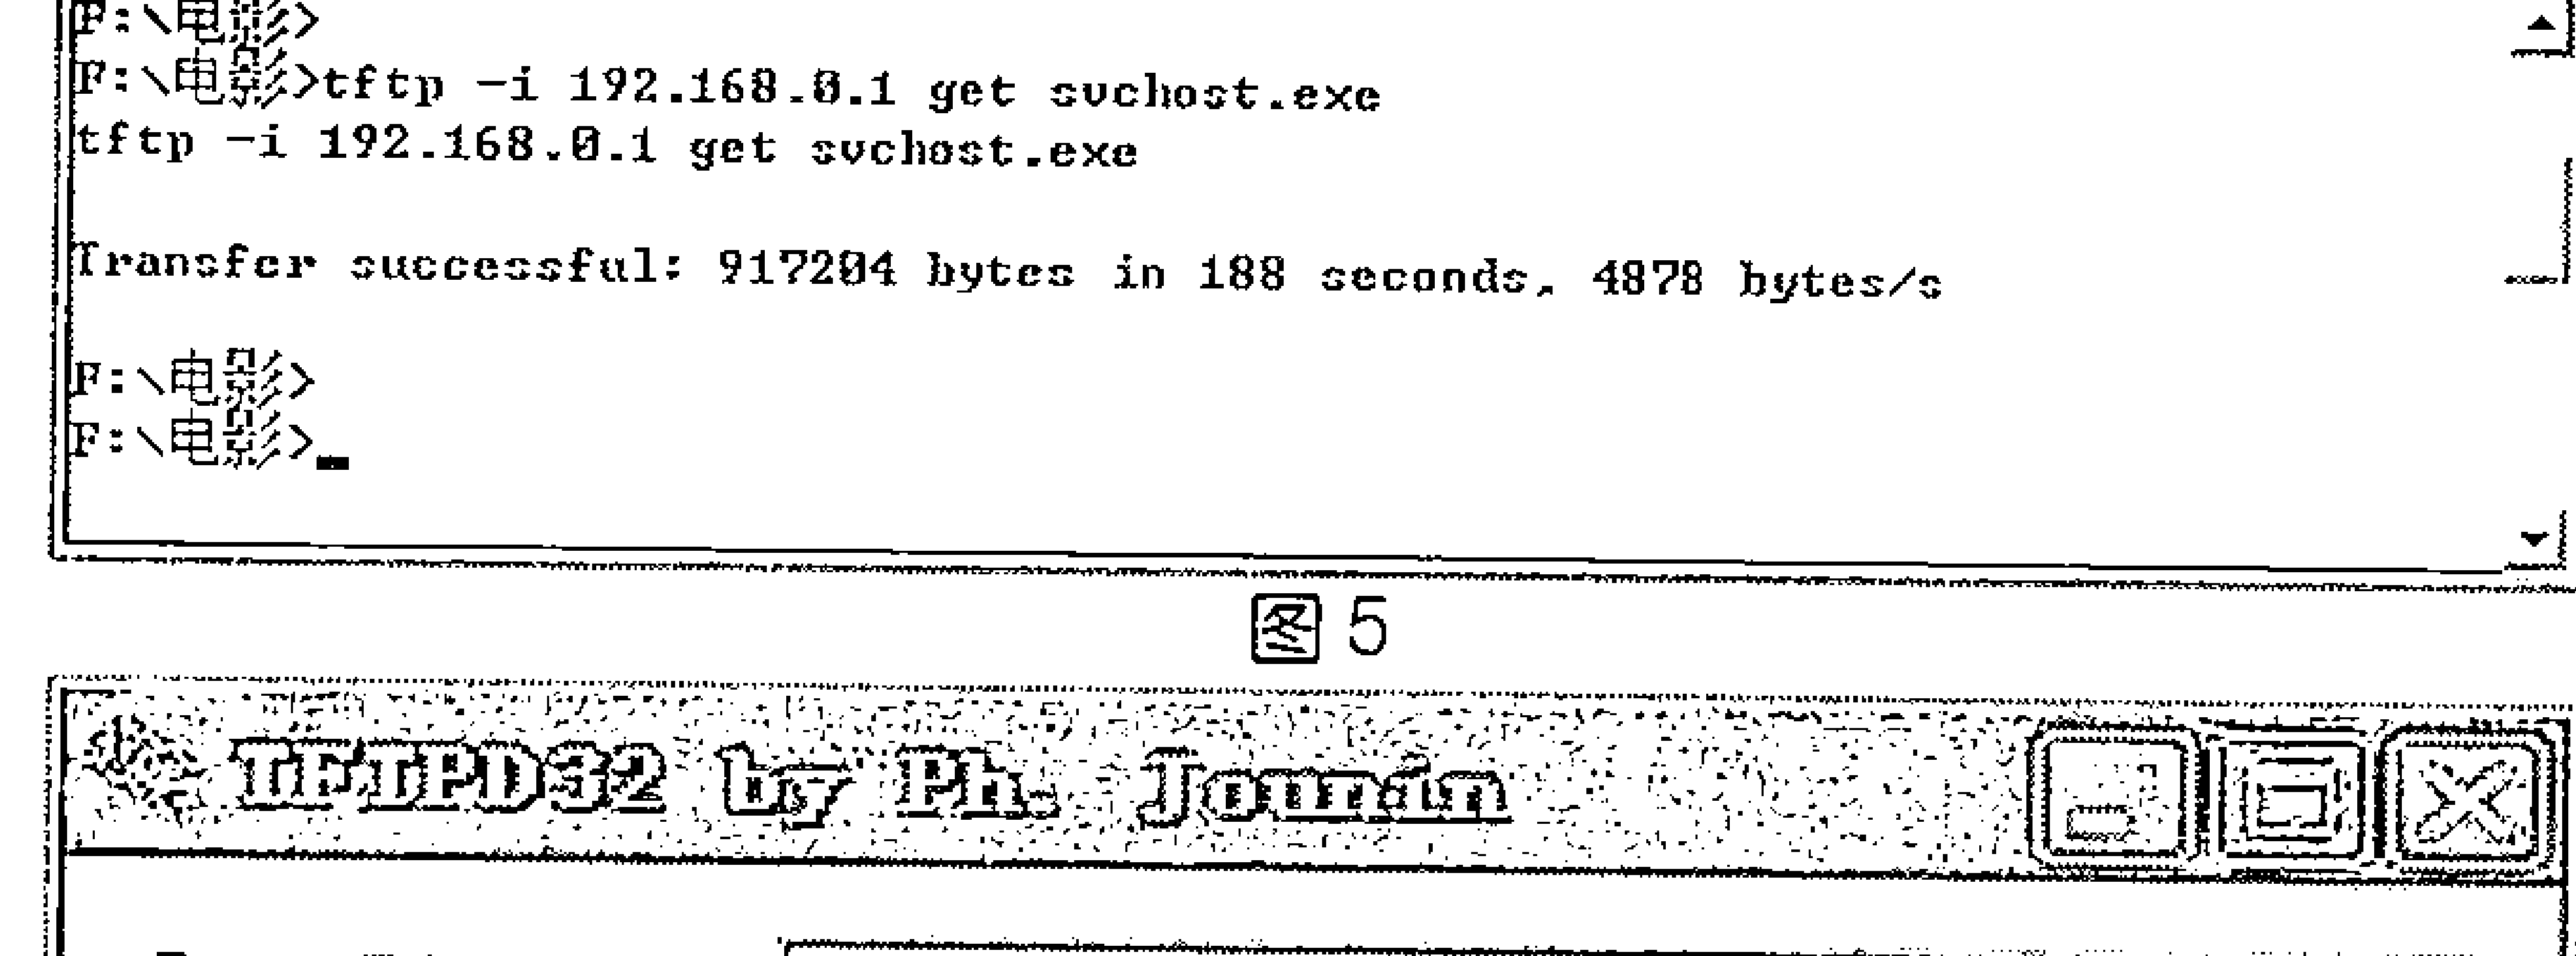 F:\电影>
F:\电影>tftp -i 192.168.0.1 get svchost.exe
tftp -i 192.168.0.1 get svchost.exe
Transfer successful: 917204 bytes in 188 seconds, 4878 bytes/s
F:\电影>
F:\电影>_
图 5
TFTPD32 by Ph. Jounin